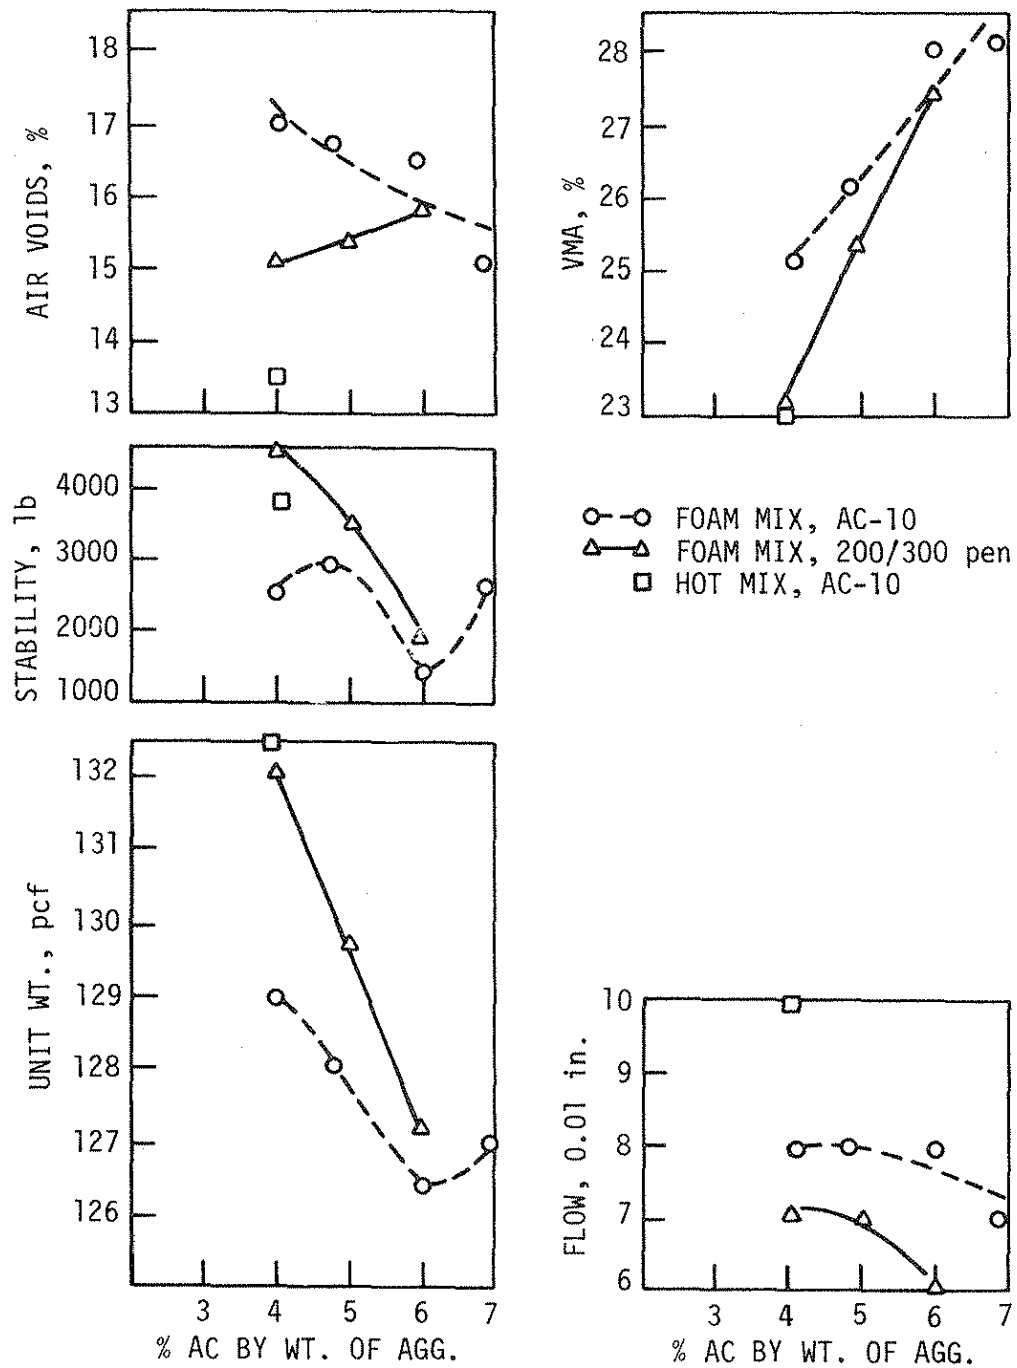 18
17
16
15
14
13
AIR VOIDS, %
28
27
26
25
24
23
VMA, %
4000
3000
2000
1000
STABILITY, lb
FOAM MIX, AC-10
FOAM MIX, 200/300 pen
HOT MIX, AC-10
132
131
130
129
128
127
126
UNIT WT., pcf
3 4 5 6 7
% AC BY WT. OF AGG.
10
9
8
7
6
FLOW, 0.01 in.
3 4 5 6 7
% AC BY WT. OF AGG.